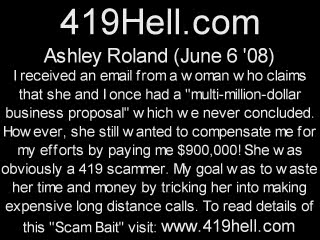 419Hell.com
Ashley Roland (June 6 '08)
I received an email from a woman who claims
that she and I once had a "multi-million-dollar
business proposal" which we never concluded.
However, she still wanted to compensate me for
my efforts by paying me $900,000! She was
obviously a 419 scammer. My goal was to waste
her time and money by tricking her into making
expensive long distance calls. To read details of
this "Scam Bait" visit: www.419hell.com